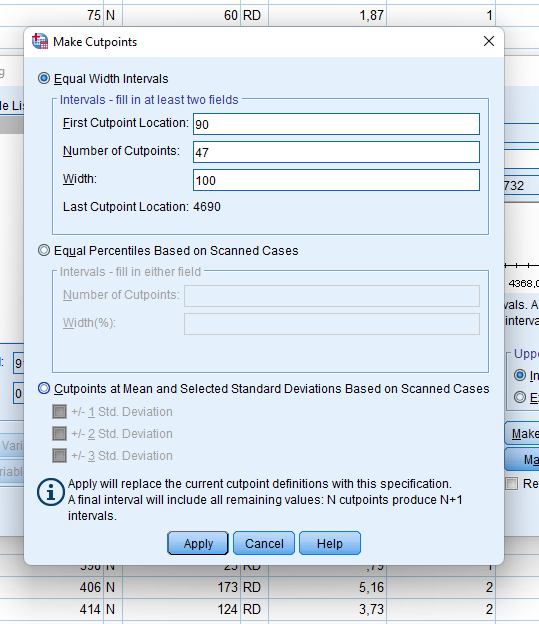 75 N 60 RD 1,87 1
Make Cutpoints
Equal Width Intervals
Intervals - fill in at least two fields
First Cutpoint Location: 90
Number of Cutpoints: 47
Width: 100
Last Cutpoint Location: 4690
Equal Percentiles Based on Scanned Cases
Intervals - fill in either field
Number of Cutpoints:
Width(%):
Cutpoints at Mean and Selected Standard Deviations Based on Scanned Cases
+/- 1 Std. Deviation
+/- 2 Std. Deviation
+/- 3 Std. Deviation
Apply will replace the current cutpoint definitions with this specification.
A final interval will include all remaining values: N cutpoints produce N+1
intervals.
Apply Cancel Help
732
4368,0
vals. A
interva
Uppe
In
E
Make
Ma
Re
g
le Lis
9
0
Vari
riabl
398 N 25 RD ,79 1
406 N 173 RD 5,16 2
414 N 124 RD 3,73 2